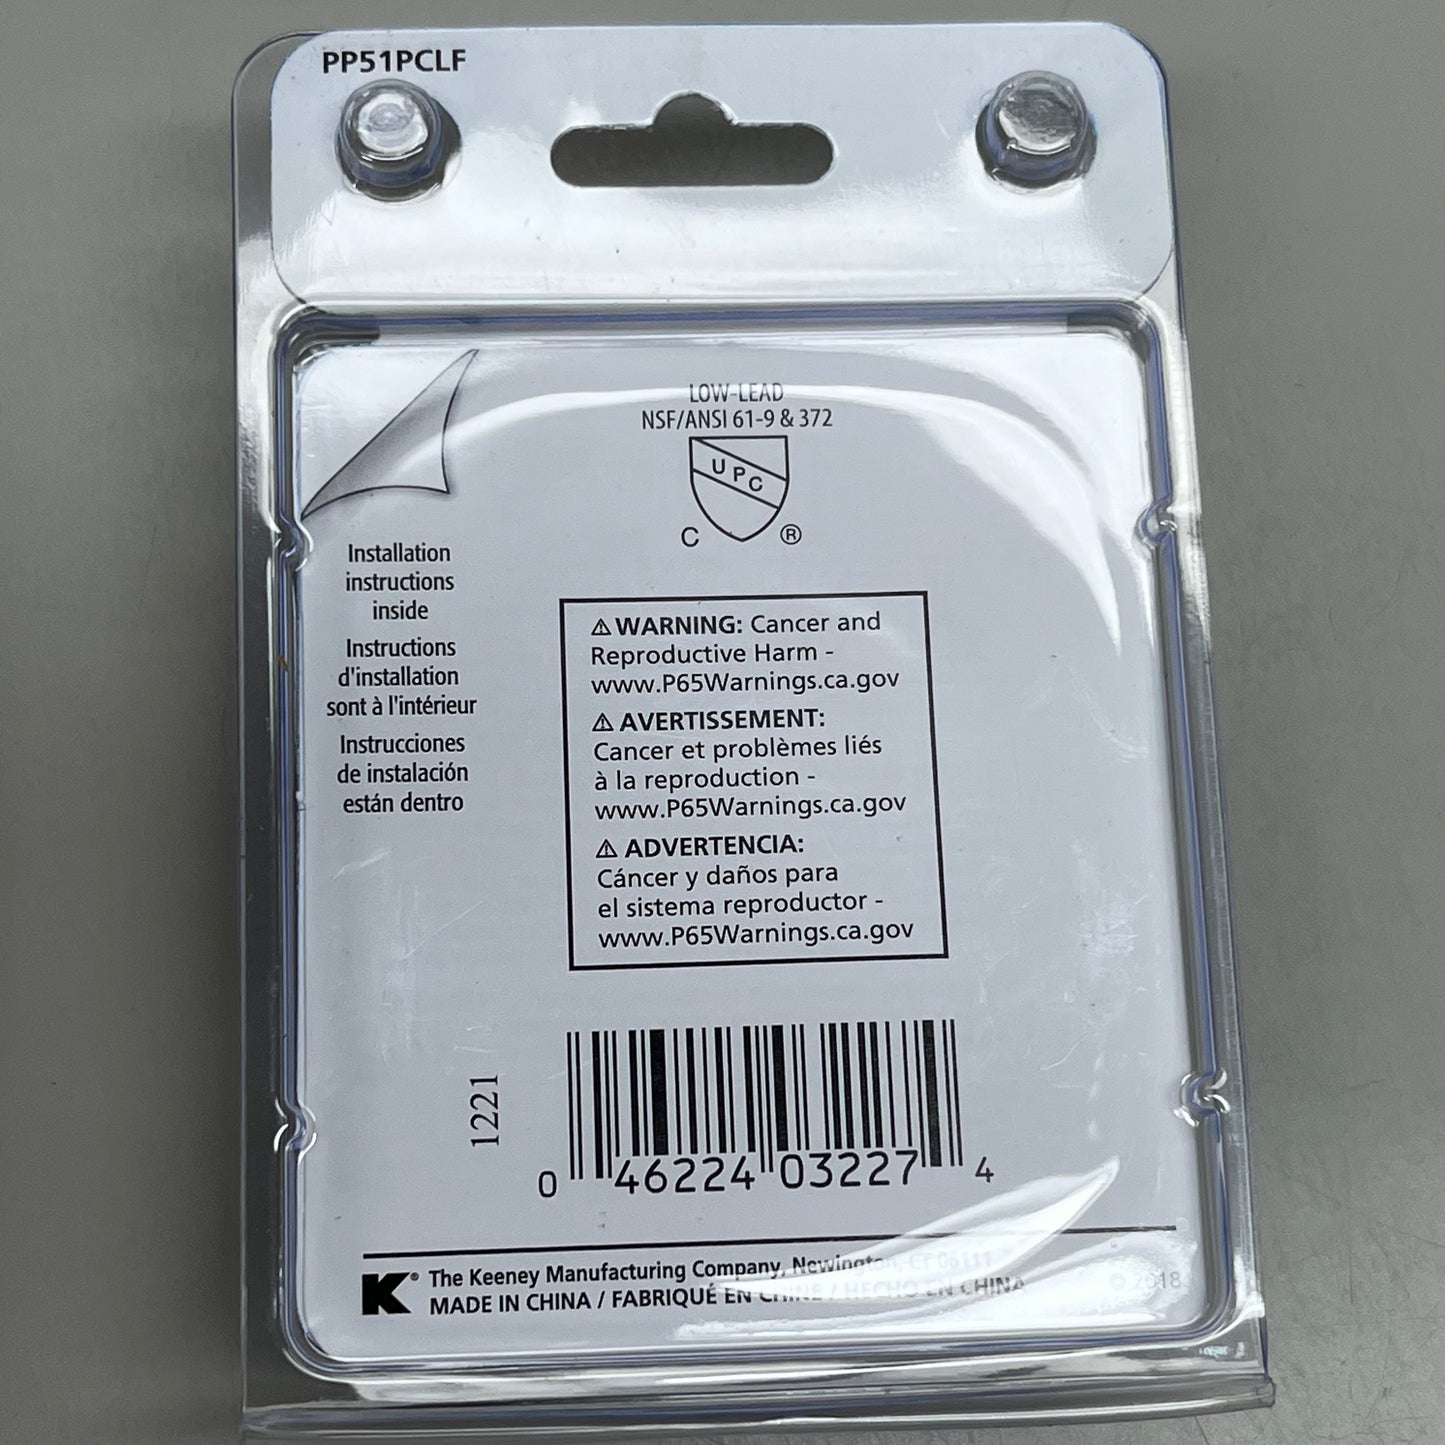 PP51PCLF
LOW-LEAD
NSF/ANSI 61-9 & 372
UPC
C ®
Installation
instructions
inside
Instructions
d'installation
sont à l'intérieur
Instrucciones
de instalación
están dentro
⚠ WARNING: Cancer and
Reproductive Harm -
www.P65Warnings.ca.gov
⚠ AVERTISSEMENT:
Cancer et problèmes liés
à la reproduction -
www.P65Warnings.ca.gov
⚠ ADVERTENCIA:
Cáncer y daños para
el sistema reproductor -
www.P65Warnings.ca.gov
1221
0 46224 03227 4
K® The Keeney Manufacturing Company, Newington, CT 06111
MADE IN CHINA / FABRIQUÉ EN CHINE / HECHO EN CHINA
© 2018